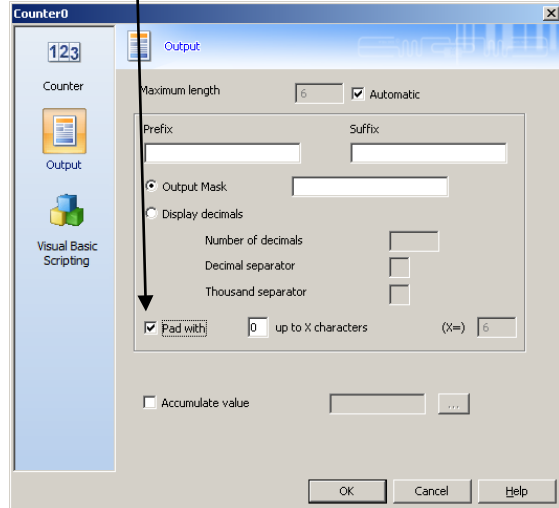 Counter0
123
Output
Counter
Maximum length 6 Automatic
Prefix Suffix
Output
Output Mask
Display decimals
Visual Basic
Scripting
Number of decimals
Decimal separator
Thousand separator
Pad with 0 up to X characters (X=) 6
Accumulate value ...
OK Cancel Help